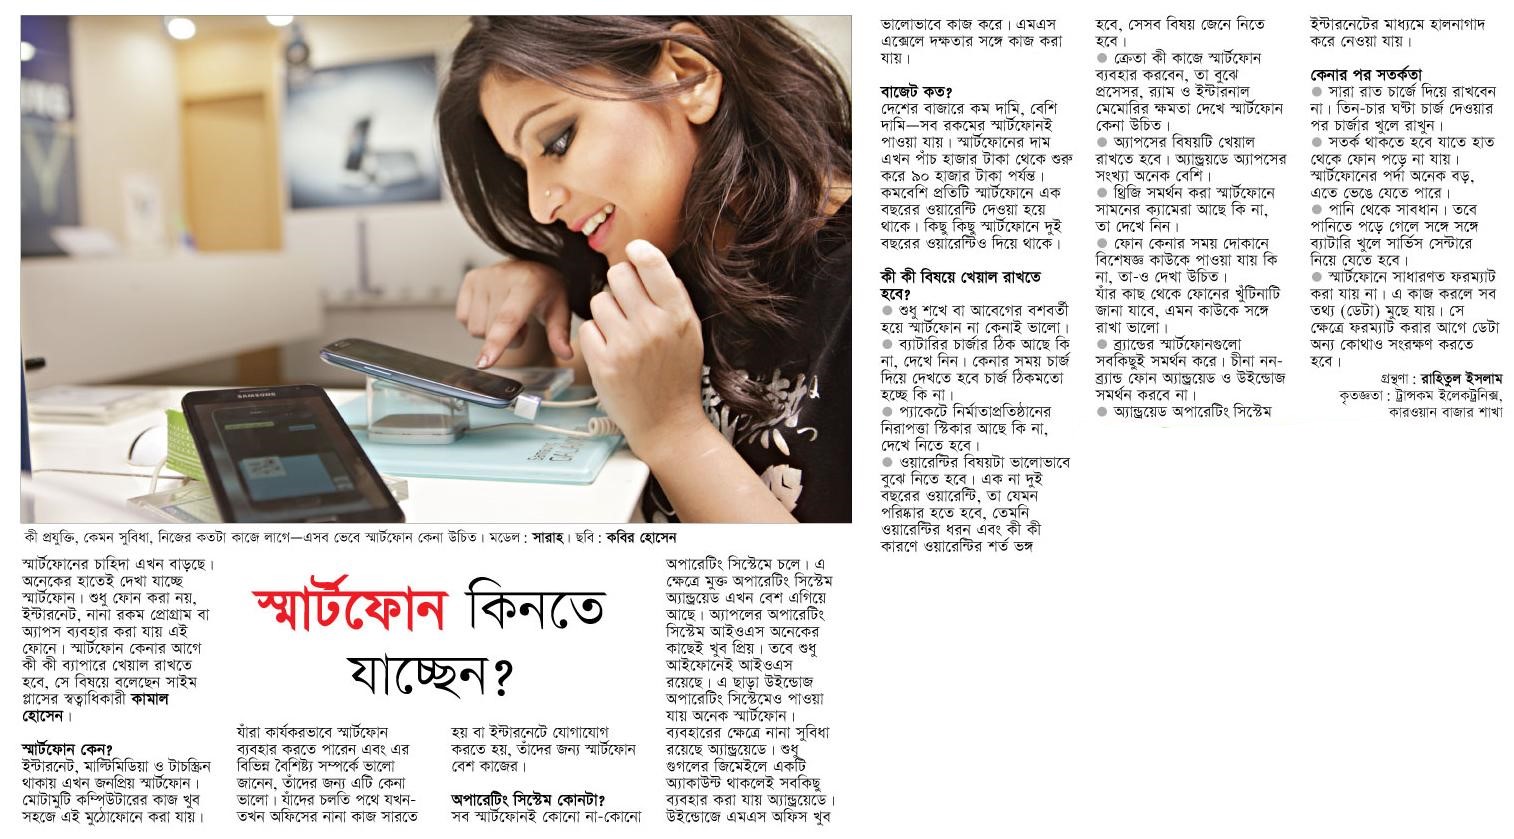 SAMSUNG
কী প্রযুক্তি, কেমন সুবিধা, নিজের কতটা কাজে লাগে—এসব ভেবে স্মার্টফোন কেনা উচিত। মডেল : সারাহ। ছবি : কবির হোসেন
স্মার্টফোন কিনতে
যাচ্ছেন?
স্মার্টফোনের চাহিদা এখন বাড়ছে।
অনেকের হাতেই দেখা যাচ্ছে
স্মার্টফোন। শুধু ফোন করা নয়,
ইন্টারনেট, নানা রকম প্রোগ্রাম বা
অ্যাপস ব্যবহার করা যায় এই
ফোনে। স্মার্টফোন কেনার আগে
কী কী ব্যাপারে খেয়াল রাখতে
হবে, সে বিষয়ে বলেছেন সাইম
প্লাসের স্বত্বাধিকারী কামাল
হোসেন।
স্মার্টফোন কেন?
ইন্টারনেট, মাল্টিমিডিয়া ও টাচস্ক্রিন
থাকায় এখন জনপ্রিয় স্মার্টফোন।
মোটামুটি কম্পিউটারের কাজ খুব
সহজে এই মুঠোফোনে করা যায়।
যাঁরা কার্যকরভাবে স্মার্টফোন
ব্যবহার করতে পারেন এবং এর
বিভিন্ন বৈশিষ্ট্য সম্পর্কে ভালো
জানেন, তাঁদের জন্য এটি কেনা
ভালো। যাঁদের চলতি পথে যখন-
তখন অফিসের নানা কাজ সারতে
হয় বা ইন্টারনেটে যোগাযোগ
করতে হয়, তাঁদের জন্য স্মার্টফোন
বেশ কাজের।
অপারেটিং সিস্টেম কোনটা?
সব স্মার্টফোনই কোনো না-কোনো
অপারেটিং সিস্টেমে চলে। এ
ক্ষেত্রে মুক্ত অপারেটিং সিস্টেম
অ্যান্ড্রয়েড এখন বেশ এগিয়ে
আছে। অ্যাপলের অপারেটিং
সিস্টেম আইওএস অনেকের
কাছেই খুব প্রিয়। তবে শুধু
আইফোনেই আইওএস
রয়েছে। এ ছাড়া উইন্ডোজ
অপারেটিং সিস্টেমেও পাওয়া
যায় অনেক স্মার্টফোন।
ব্যবহারের ক্ষেত্রে নানা সুবিধা
রয়েছে অ্যান্ড্রয়েডে। শুধু
গুগলের জিমেইলে একটি
অ্যাকাউন্ট থাকলেই সবকিছু
ব্যবহার করা যায় অ্যান্ড্রয়েডে।
উইন্ডোজে এমএস অফিস খুব
ভালোভাবে কাজ করে। এমএস
এক্সেলে দক্ষতার সঙ্গে কাজ করা
যায়।
বাজেট কত?
দেশের বাজারে কম দামি, বেশি
দামি—সব রকমের স্মার্টফোনই
পাওয়া যায়। স্মার্টফোনের দাম
এখন পাঁচ হাজার টাকা থেকে শুরু
করে ৯০ হাজার টাকা পর্যন্ত।
কমবেশি প্রতিটি স্মার্টফোনে এক
বছরের ওয়ারেন্টি দেওয়া হয়ে
থাকে। কিছু কিছু স্মার্টফোনে দুই
বছরের ওয়ারেন্টিও দিয়ে থাকে।
কী কী বিষয়ে খেয়াল রাখতে
হবে?
● শুধু শখে বা আবেগের বশবর্তী
হয়ে স্মার্টফোন না কেনাই ভালো।
● ব্যাটারির চার্জার ঠিক আছে কি
না, দেখে নিন। কেনার সময় চার্জ
দিয়ে দেখতে হবে চার্জ ঠিকমতো
হচ্ছে কি না।
● প্যাকেটে নির্মাতাপ্রতিষ্ঠানের
নিরাপত্তা স্টিকার আছে কি না,
দেখে নিতে হবে।
● ওয়ারেন্টির বিষয়টা ভালোভাবে
বুঝে নিতে হবে। এক না দুই
বছরের ওয়ারেন্টি, তা যেমন
পরিষ্কার হতে হবে, তেমনি
ওয়ারেন্টির ধরন এবং কী কী
কারণে ওয়ারেন্টির শর্ত ভঙ্গ
হবে, সেসব বিষয় জেনে নিতে
হবে।
● ক্রেতা কী কাজে স্মার্টফোন
ব্যবহার করবেন, তা বুঝে
প্রসেসর, র‍্যাম ও ইন্টারনাল
মেমোরির ক্ষমতা দেখে স্মার্টফোন
কেনা উচিত।
● অ্যাপসের বিষয়টি খেয়াল
রাখতে হবে। অ্যান্ড্রয়েডে অ্যাপসের
সংখ্যা অনেক বেশি।
● থ্রিজি সমর্থন করা স্মার্টফোনে
সামনের ক্যামেরা আছে কি না,
তা দেখে নিন।
● ফোন কেনার সময় দোকানে
বিশেষজ্ঞ কাউকে পাওয়া যায় কি
না, তা-ও দেখা উচিত।
যাঁর কাছ থেকে ফোনের খুঁটিনাটি
জানা যাবে, এমন কাউকে সঙ্গে
রাখা ভালো।
● ব্র্যান্ডের স্মার্টফোনগুলো
সবকিছুই সমর্থন করে। চীনা নন-
ব্র্যান্ড ফোন অ্যান্ড্রয়েড ও উইন্ডোজ
সমর্থন করবে না।
● অ্যান্ড্রয়েড অপারেটিং সিস্টেম
ইন্টারনেটের মাধ্যমে হালনাগাদ
করে নেওয়া যায়।
কেনার পর সতর্কতা
● সারা রাত চার্জে দিয়ে রাখবেন
না। তিন-চার ঘণ্টা চার্জ দেওয়ার
পর চার্জার খুলে রাখুন।
● সতর্ক থাকতে হবে যাতে হাত
থেকে ফোন পড়ে না যায়।
স্মার্টফোনের পর্দা অনেক বড়,
এতে ভেঙে যেতে পারে।
● পানি থেকে সাবধান। তবে
পানিতে পড়ে গেলে সঙ্গে সঙ্গে
ব্যাটারি খুলে সার্ভিস সেন্টারে
নিয়ে যেতে হবে।
● স্মার্টফোনে সাধারণত ফরম্যাট
করা যায় না। এ কাজ করলে সব
তথ্য (ডেটা) মুছে যায়। সে
ক্ষেত্রে ফরম্যাট করার আগে ডেটা
অন্য কোথাও সংরক্ষণ করতে
হবে।
গ্রন্থণা : রাহিতুল ইসলাম
কৃতজ্ঞতা : ট্রান্সকম ইলেকট্রনিক্স,
কারওয়ান বাজার শাখা